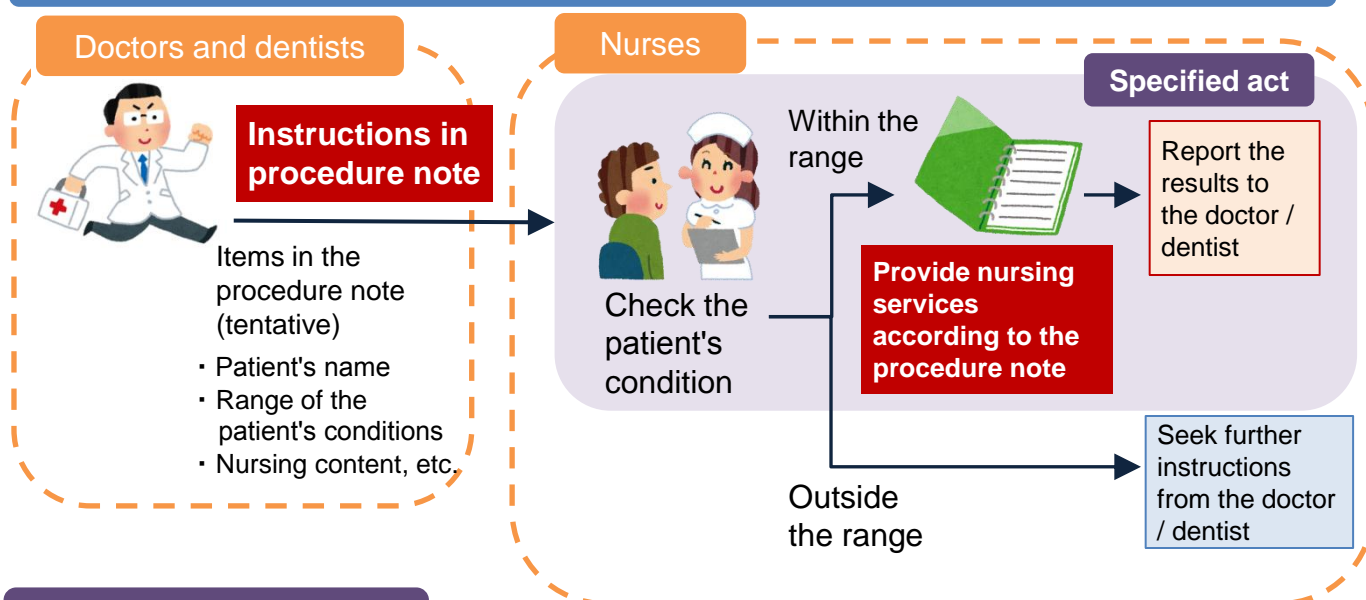 Doctors and dentists
Instructions in
procedure note
Items in the
procedure note
(tentative)
・Patient's name
・Range of the
patient's conditions
・Nursing content, etc.
Nurses
Specified act
Check the
patient's
condition
Within the
range
Provide nursing
services
according to the
procedure note
Report the
results to
the doctor /
dentist
Outside
the range
Seek further
instructions
from the doctor
/ dentist